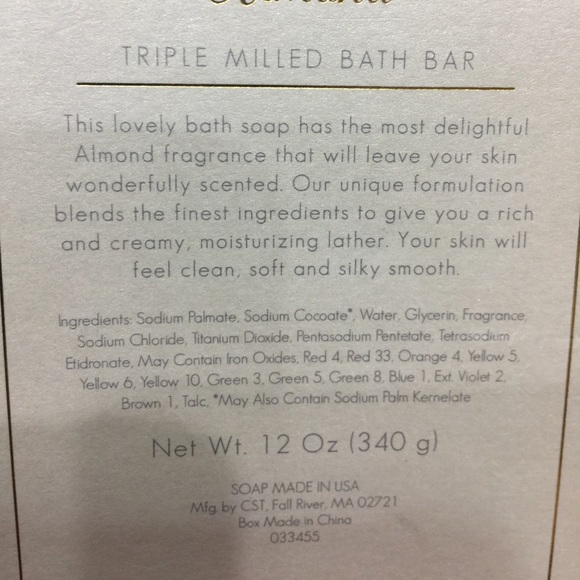 TRIPLE MILLED BATH BAR
This lovely bath soap has the most delightful
Almond fragrance that will leave your skin
wonderfully scented. Our unique formulation
blends the finest ingredients to give you a rich
and creamy, moisturizing lather. Your skin will
feel clean, soft and silky smooth.
Ingredients: Sodium Palmate, Sodium Cocoate*, Water, Glycerin, Fragrance,
Sodium Chloride, Titanium Dioxide, Pentasodium Pentetate, Tetrasodium
Etidronate, May Contain Iron Oxides, Red 4, Red 33, Orange 4, Yellow 5,
Yellow 6, Yellow 10, Green 3, Green 5, Green 8, Blue 1, Ext. Violet 2,
Brown 1, Talc, *May Also Contain Sodium Palm Kernelate
Net Wt. 12 Oz (340 g)
SOAP MADE IN USA
Mfg by CST, Fall River, MA 02721
Box Made in China
033455